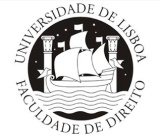 UNIVERSIDADE DE LISBOA
FACULDADE DE DIREITO